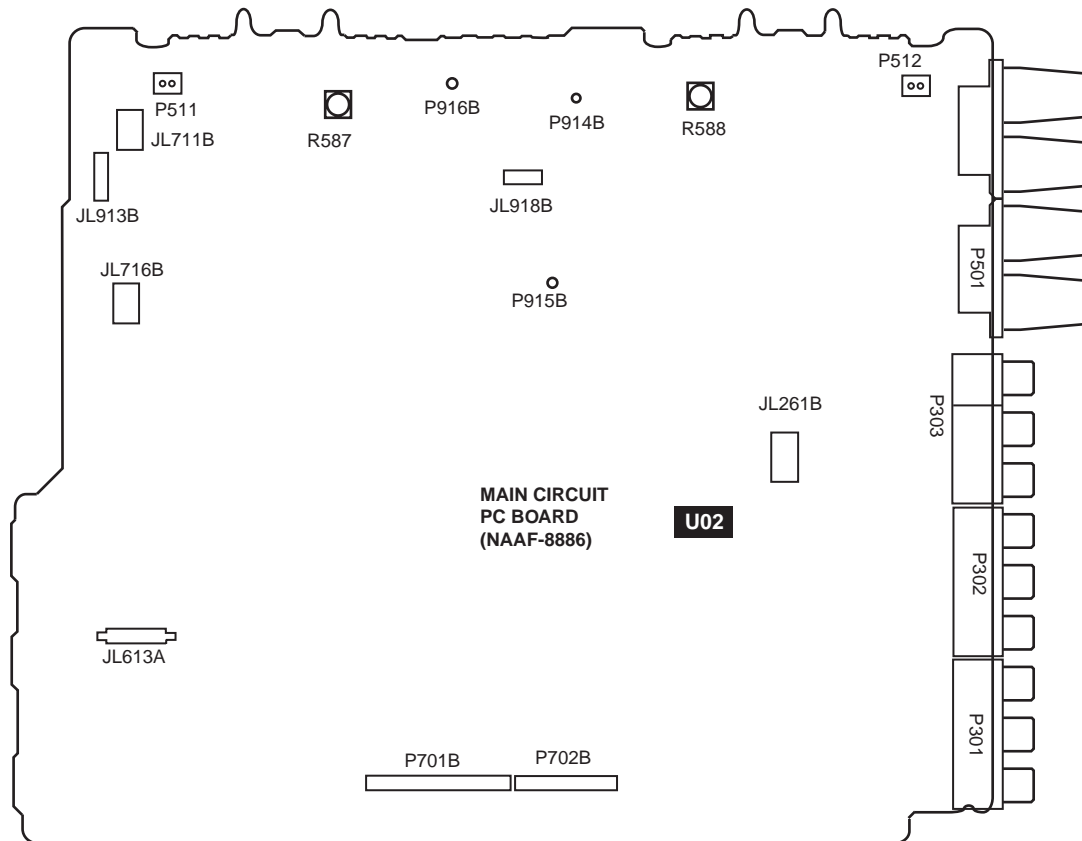 P512
P511
P916B
P914B
R587
R588
JL711B
JL918B
JL913B
P501
JL716B
P915B
JL261B
P303
MAIN CIRCUIT
PC BOARD
(NAAF-8886)
U02
P302
JL613A
P301
P701B
P702B